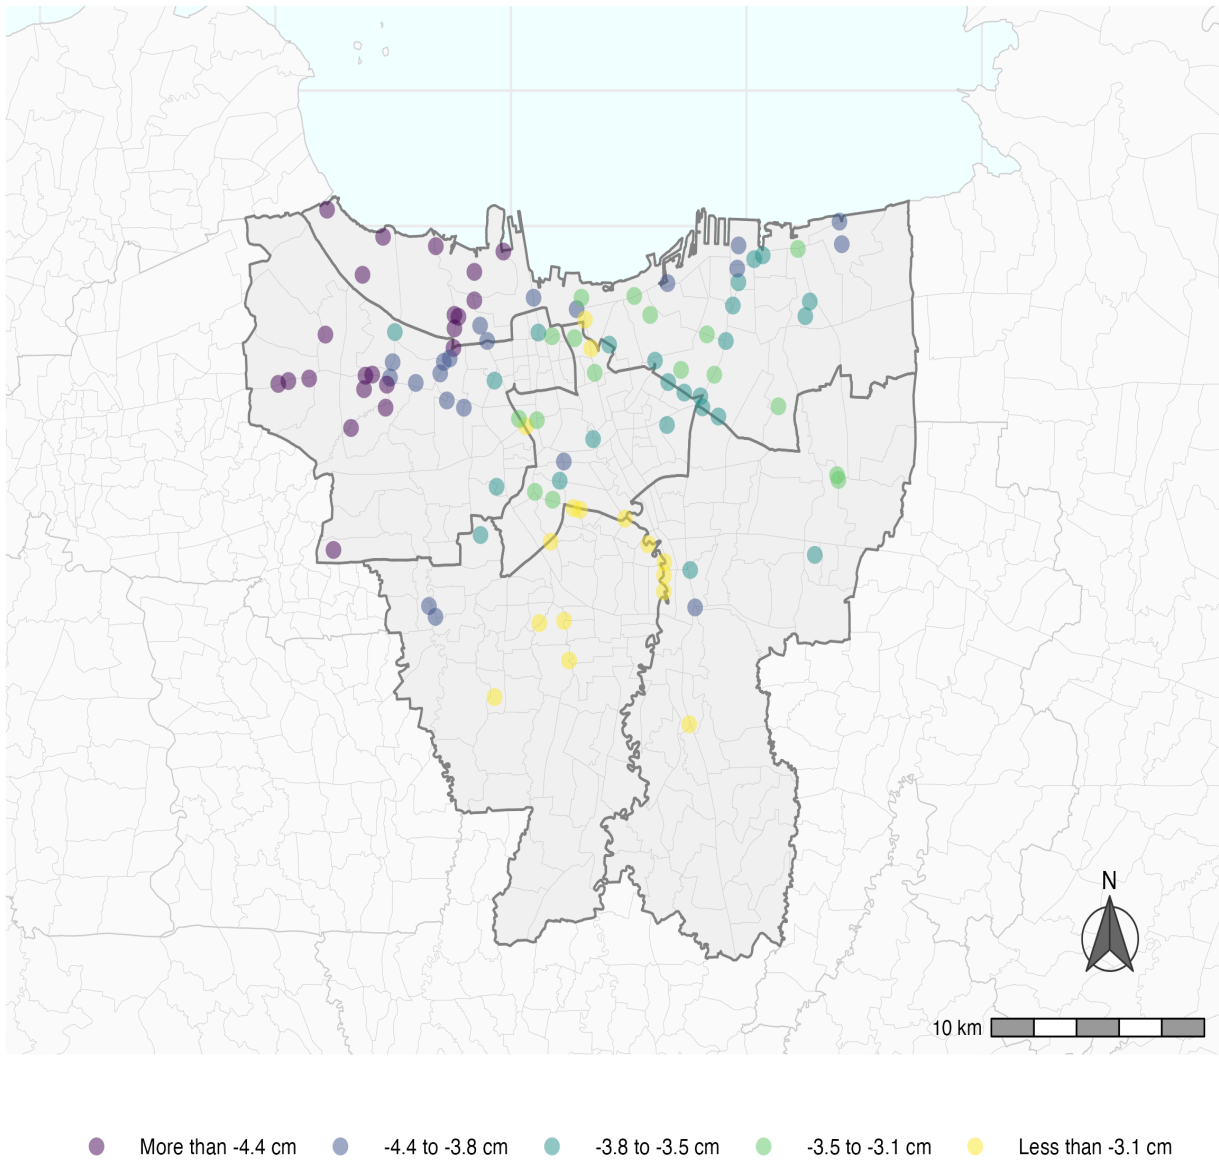 N
10 km
More than -4.4 cm
-4.4 to -3.8 cm
-3.8 to -3.5 cm
-3.5 to -3.1 cm
Less than -3.1 cm